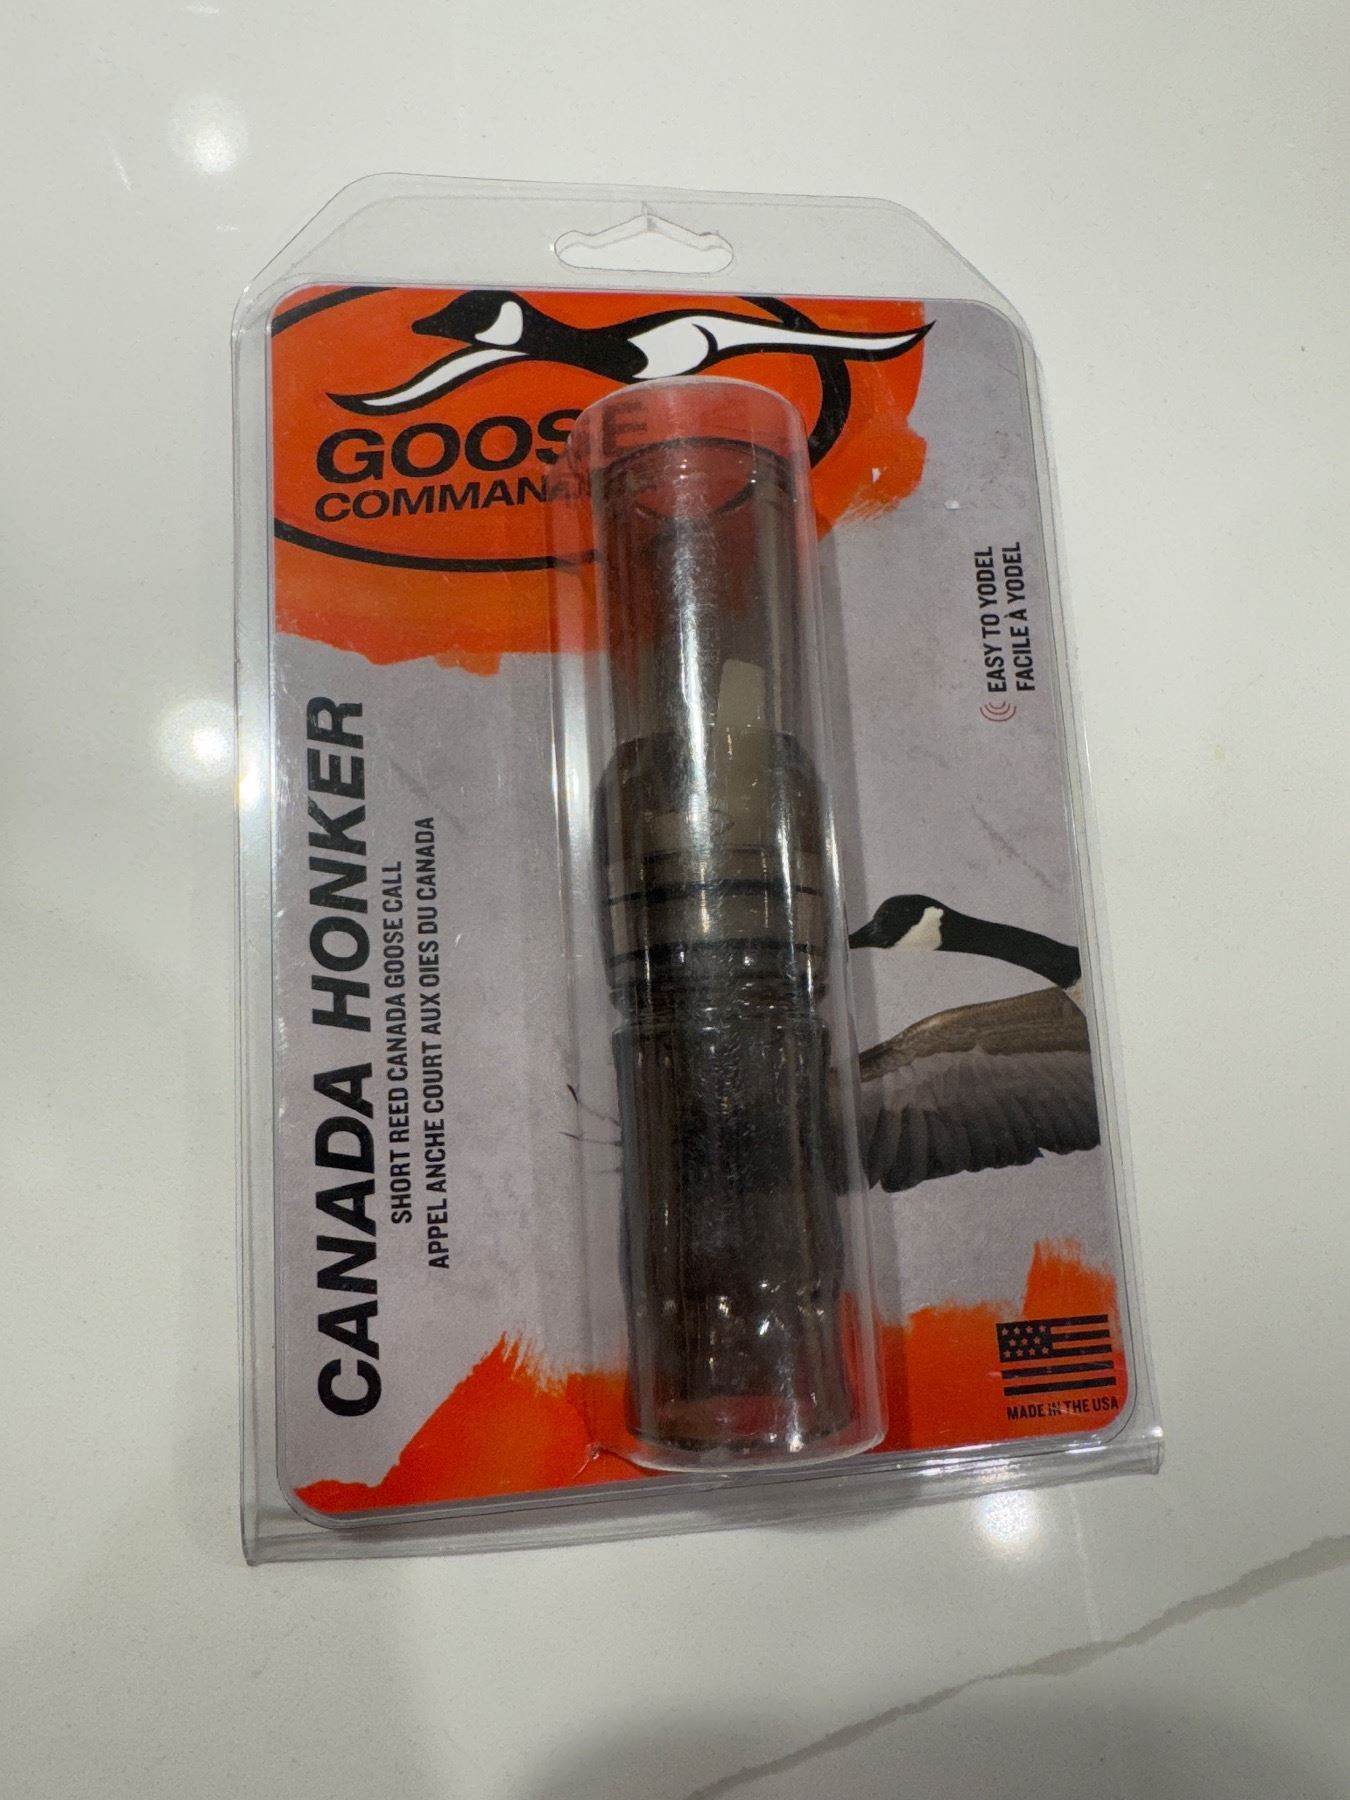 GOOSE
COMMAN
CANADA HONKER
SHORT REED CANADA GOOSE CALL
APPEL ANCHE COURT AUX OIES DU CANADA
EASY TO YODEL
FACILE À YODEL
MADE IN THE USA